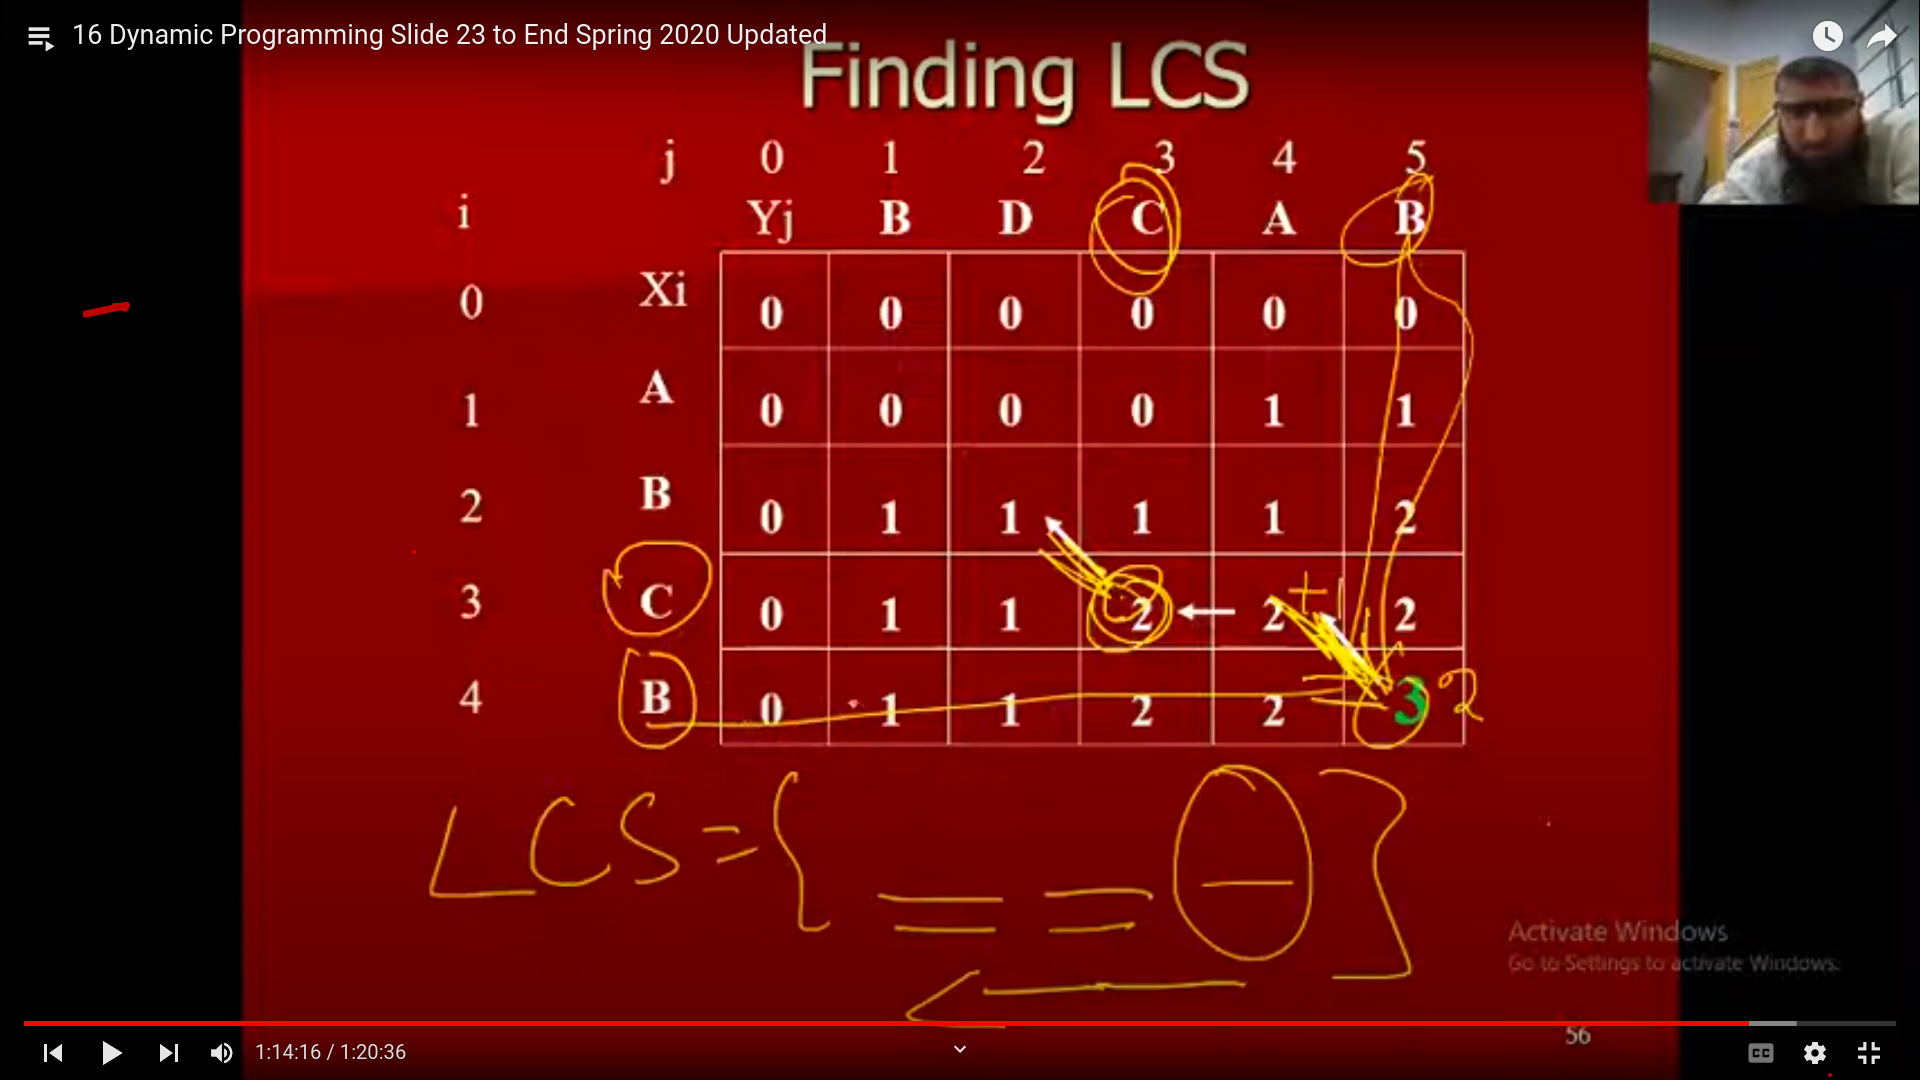 16 Dynamic Programming Slide 23 to End Spring 2020 Updated
Finding LCS
j 0 1 2 3 4 5
i Yj B D C A B
0 Xi 0 0 0 0 0 0
1 A 0 0 0 0 1 1
2 B 0 1 1 1 1 2
3 C 0 1 1 2 2 +1 2
4 B 0 1 1 2 2 3 2
LCS = { }
Activate Windows
Go to Settings to activate Windows.
56
1:14:16 / 1:20:36
CC